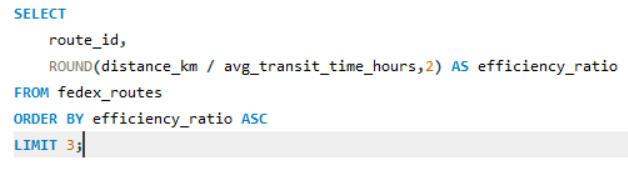 SELECT
    route_id,
    ROUND(distance_km / avg_transit_time_hours,2) AS efficiency_ratio
FROM fedex_routes
ORDER BY efficiency_ratio ASC
LIMIT 3;